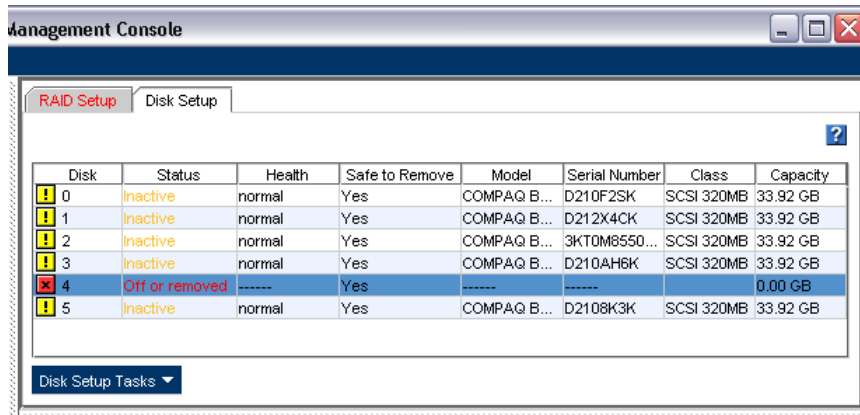 Management Console
RAID Setup Disk Setup
?
Disk Status Health Safe to Remove Model Serial Number Class Capacity
! 0 Inactive normal Yes COMPAQ B... D210F2SK SCSI 320MB 33.92 GB
! 1 Inactive normal Yes COMPAQ B... D212X4CK SCSI 320MB 33.92 GB
! 2 Inactive normal Yes COMPAQ B... 3KT0M8550... SCSI 320MB 33.92 GB
! 3 Inactive normal Yes COMPAQ B... D210AH6K SCSI 320MB 33.92 GB
4 Off or removed ------ Yes ------ ------ 0.00 GB
! 5 Inactive normal Yes COMPAQ B... D2108K3K SCSI 320MB 33.92 GB
Disk Setup Tasks